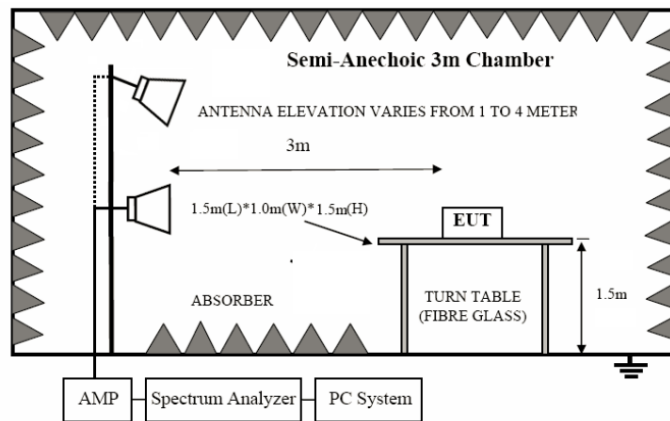 Semi-Anechoic 3m Chamber
ANTENNA ELEVATION VARIES FROM 1 TO 4 METER
3m
1.5m(L)*1.0m(W)*1.5m(H)
EUT
ABSORBER
TURN TABLE
(FIBRE GLASS)
1.5m
AMP
Spectrum Analyzer
PC System